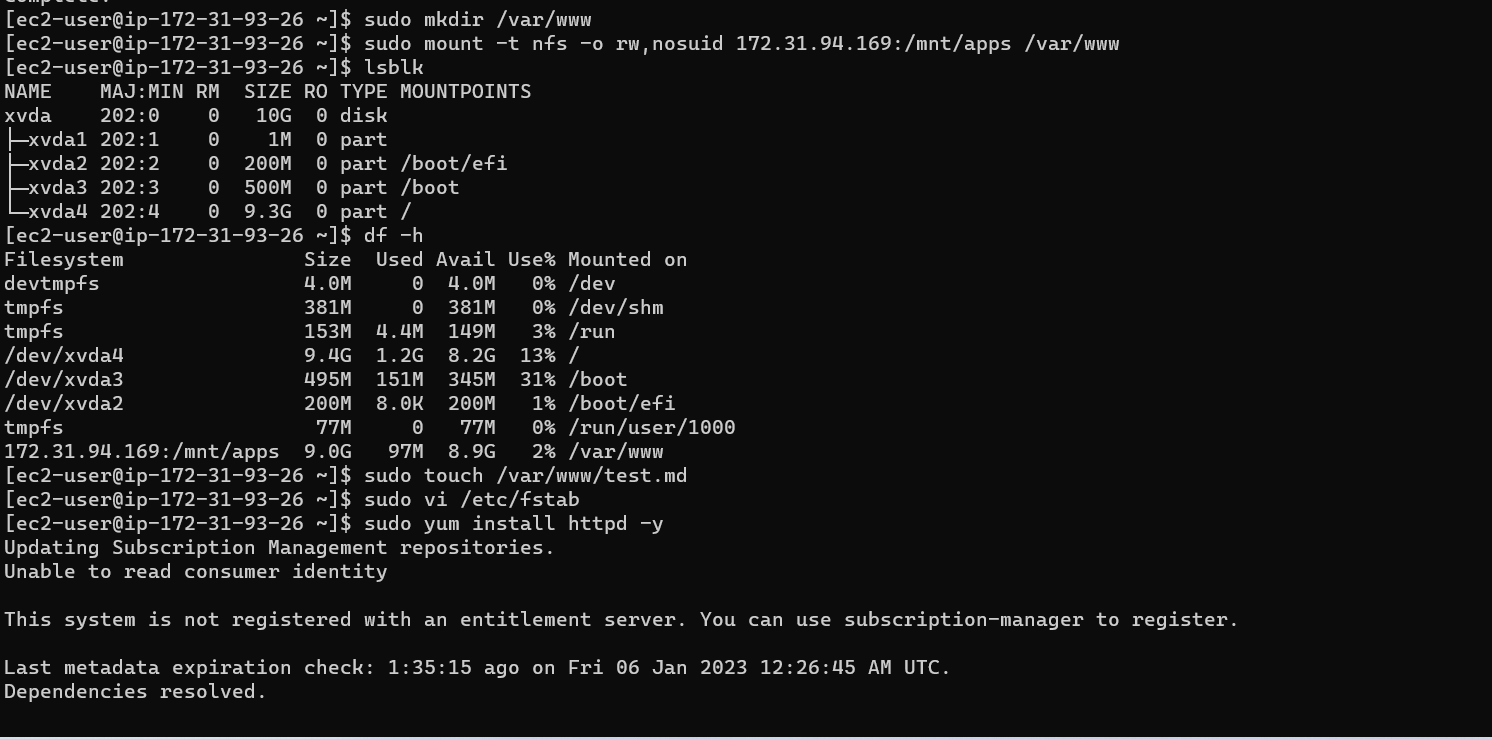 Complete!
[ec2-user@ip-172-31-93-26 ~]$ sudo mkdir /var/www
[ec2-user@ip-172-31-93-26 ~]$ sudo mount -t nfs -o rw,nosuid 172.31.94.169:/mnt/apps /var/www
[ec2-user@ip-172-31-93-26 ~]$ lsblk
NAME    MAJ:MIN RM  SIZE RO TYPE MOUNTPOINTS
xvda    202:0    0   10G  0 disk
├─xvda1 202:1    0    1M  0 part
├─xvda2 202:2    0  200M  0 part /boot/efi
├─xvda3 202:3    0  500M  0 part /boot
└─xvda4 202:4    0  9.3G  0 part /
[ec2-user@ip-172-31-93-26 ~]$ df -h
Filesystem               Size  Used Avail Use% Mounted on
devtmpfs                 4.0M     0  4.0M   0% /dev
tmpfs                    381M     0  381M   0% /dev/shm
tmpfs                    153M  4.4M  149M   3% /run
/dev/xvda4               9.4G  1.2G  8.2G  13% /
/dev/xvda3               495M  151M  345M  31% /boot
/dev/xvda2               200M  8.0K  200M   1% /boot/efi
tmpfs                     77M     0   77M   0% /run/user/1000
172.31.94.169:/mnt/apps  9.0G   97M  8.9G   2% /var/www
[ec2-user@ip-172-31-93-26 ~]$ sudo touch /var/www/test.md
[ec2-user@ip-172-31-93-26 ~]$ sudo vi /etc/fstab
[ec2-user@ip-172-31-93-26 ~]$ sudo yum install httpd -y
Updating Subscription Management repositories.
Unable to read consumer identity
This system is not registered with an entitlement server. You can use subscription-manager to register.
Last metadata expiration check: 1:35:15 ago on Fri 06 Jan 2023 12:26:45 AM UTC.
Dependencies resolved.